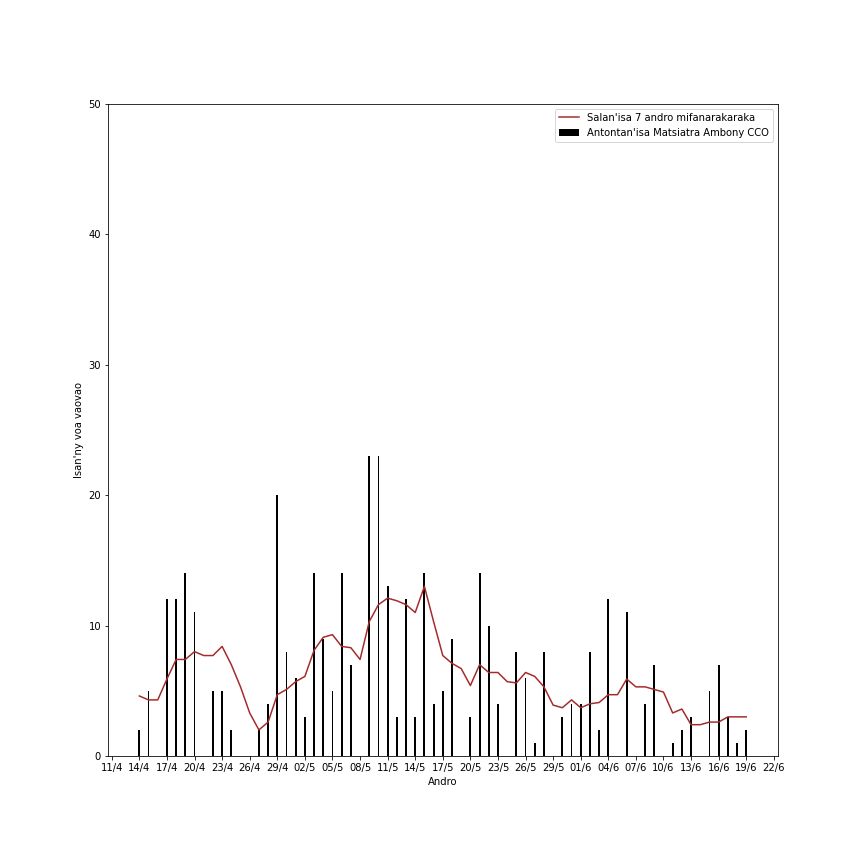 50
Salan'isa 7 andro mifanarakaraka
Antontan'isa Matsiatra Ambony CCO
40
30
20
10
0
Isan'ny voa vaovao
11/4 14/4 17/4 20/4 23/4 26/4 29/4 02/5 05/5 08/5 11/5 14/5 17/5 20/5 23/5 26/5 29/5 01/6 04/6 07/6 10/6 13/6 16/6 19/6 22/6
Andro